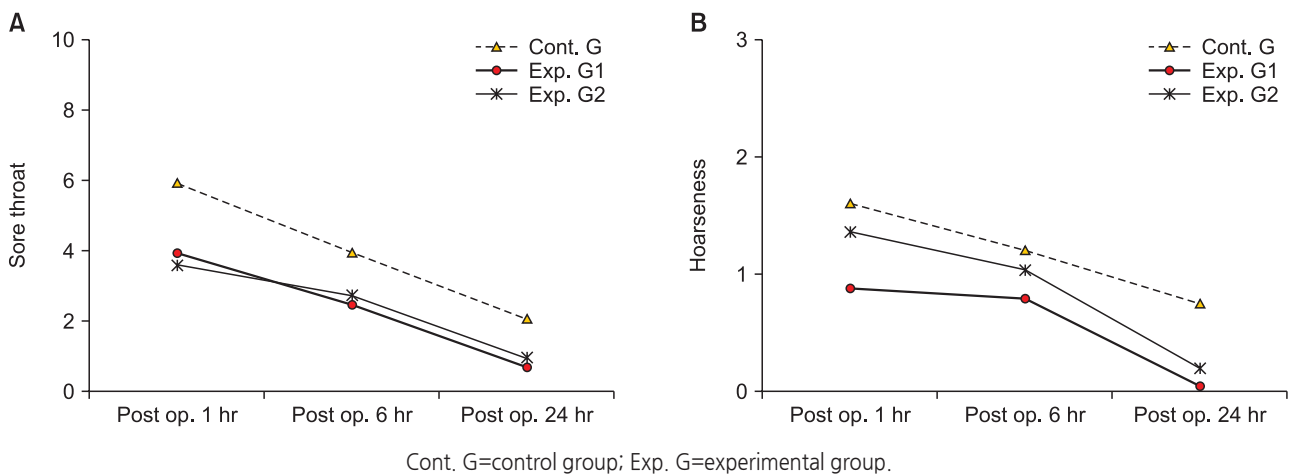 A
10
8
6
4
2
0
Sore throat
Cont. G
Exp. G1
Exp. G2
Post op. 1 hr
Post op. 6 hr
Post op. 24 hr
B
3
2
1
0
Hoarseness
Cont. G
Exp. G1
Exp. G2
Post op. 1 hr
Post op. 6 hr
Post op. 24 hr
Cont. G=control group; Exp. G=experimental group.